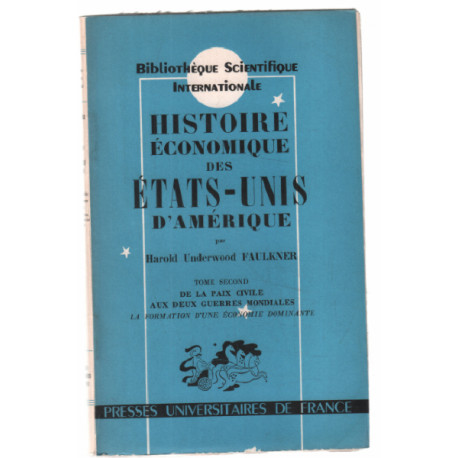 Bibliothèque Scientifique
Internationale
HISTOIRE
ÉCONOMIQUE
DES
ÉTATS-UNIS
D'AMÉRIQUE
par
Harold Underwood FAULKNER
TOME SECOND
DE LA PAIX CIVILE
AUX DEUX GUERRES MONDIALES
LA FORMATION D'UNE ÉCONOMIE DOMINANTE
PRESSES UNIVERSITAIRES DE FRANCE